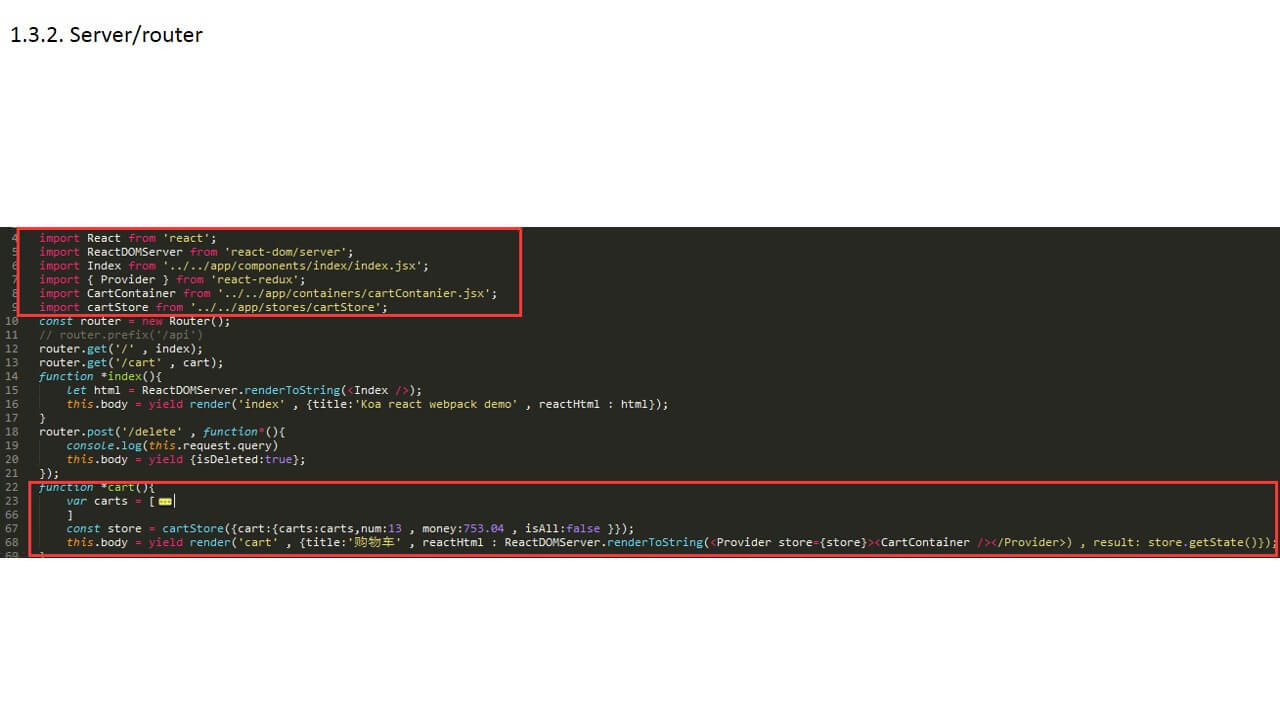 1.3.2. Server/router
4 import React from 'react';
5 import ReactDOMServer from 'react-dom/server';
6 import Index from '../../app/components/index/index.jsx';
7 import { Provider } from 'react-redux';
8 import CartContainer from '../../app/containers/cartContanier.jsx';
9 import cartStore from '../../app/stores/cartStore';
10 const router = new Router();
11 // router.prefix('/api')
12 router.get('/' , index);
13 router.get('/cart' , cart);
14 function *index(){
15 let html = ReactDOMServer.renderToString(<Index />);
16 this.body = yield render('index' , {title:'Koa react webpack demo' , reactHtml : html});
17 }
18 router.post('/delete' , function*(){
19 console.log(this.request.query)
20 this.body = yield {isDeleted:true};
21 });
22 function *cart(){
23 var carts = [
66 ]
67 const store = cartStore({cart:{carts:carts,num:13 , money:753.04 , isAll:false }});
68 this.body = yield render('cart' , {title:'购物车' , reactHtml : ReactDOMServer.renderToString(<Provider store={store}><CartContainer /></Provider>) , result: store.getState()});
69